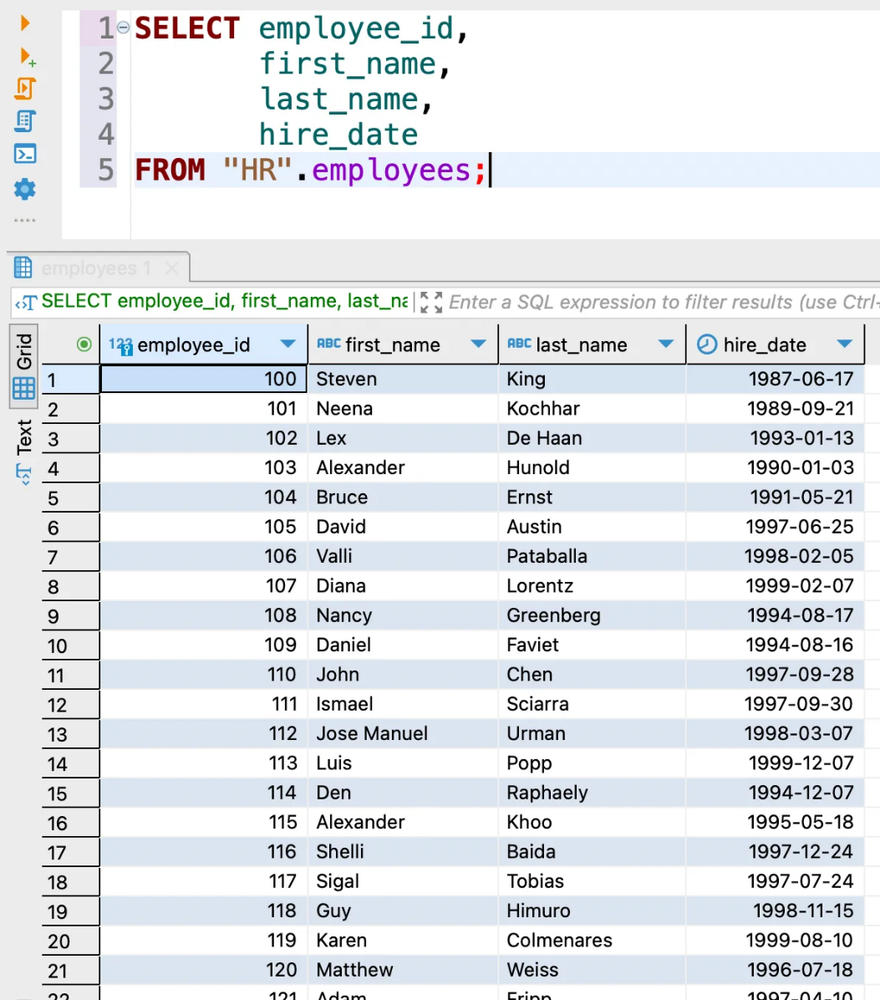 1 SELECT employee_id,
2 first_name,
3 last_name,
4 hire_date
5 FROM "HR".employees;
employees 1
SELECT employee_id, first_name, last_na Enter a SQL expression to filter results (use Ctrl+
Grid
Text
123 employee_id ABC first_name ABC last_name hire_date
1 100 Steven King 1987-06-17
2 101 Neena Kochhar 1989-09-21
3 102 Lex De Haan 1993-01-13
4 103 Alexander Hunold 1990-01-03
5 104 Bruce Ernst 1991-05-21
6 105 David Austin 1997-06-25
7 106 Valli Pataballa 1998-02-05
8 107 Diana Lorentz 1999-02-07
9 108 Nancy Greenberg 1994-08-17
10 109 Daniel Faviet 1994-08-16
11 110 John Chen 1997-09-28
12 111 Ismael Sciarra 1997-09-30
13 112 Jose Manuel Urman 1998-03-07
14 113 Luis Popp 1999-12-07
15 114 Den Raphaely 1994-12-07
16 115 Alexander Khoo 1995-05-18
17 116 Shelli Baida 1997-12-24
18 117 Sigal Tobias 1997-07-24
19 118 Guy Himuro 1998-11-15
20 119 Karen Colmenares 1999-08-10
21 120 Matthew Weiss 1996-07-18
22 121 Adam Fripp 1997-04-10